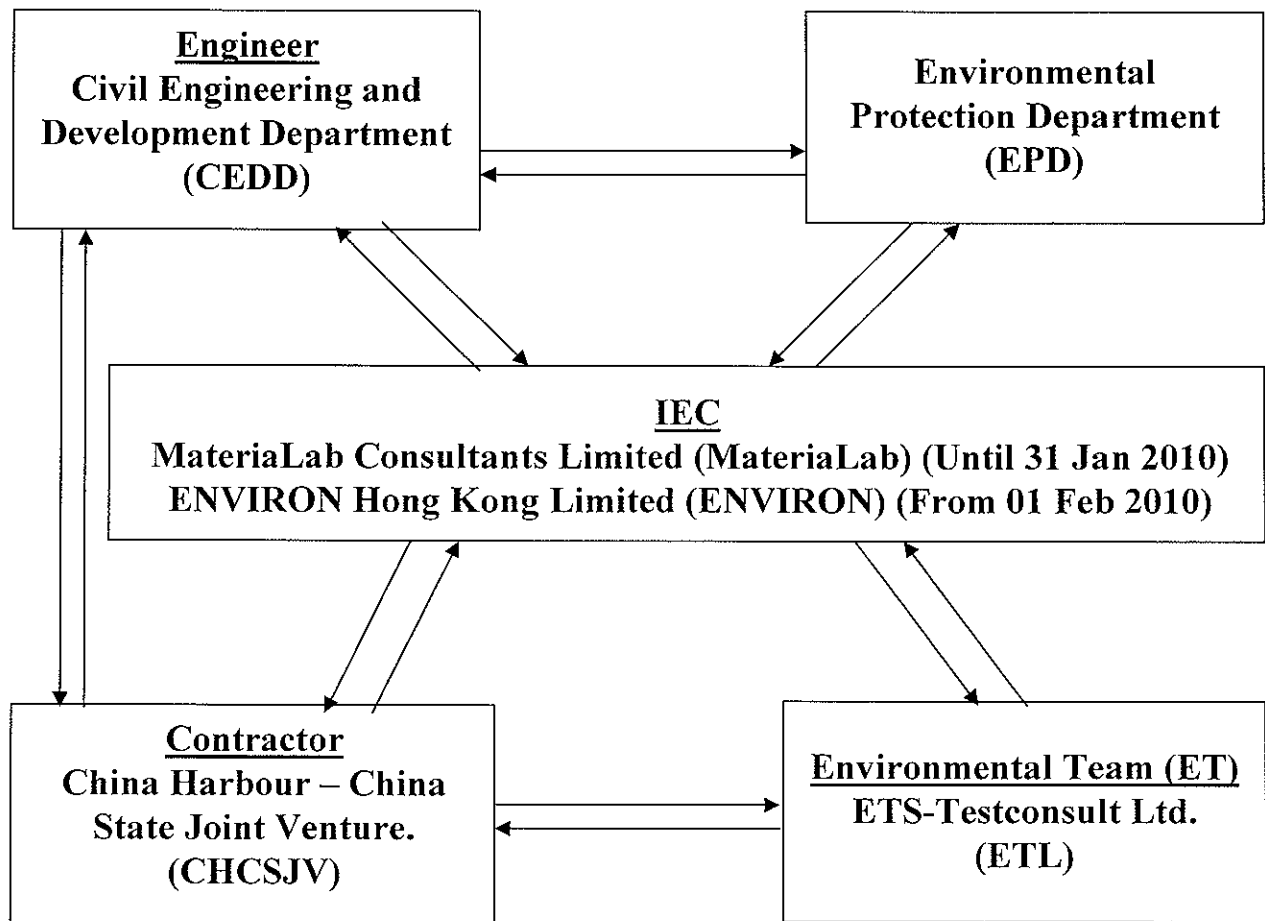 Engineer
Civil Engineering and
Development Department
(CEDD)
Environmental
Protection Department
(EPD)
IEC
MateriaLab Consultants Limited (MateriaLab) (Until 31 Jan 2010)
ENVIRON Hong Kong Limited (ENVIRON) (From 01 Feb 2010)
Contractor
China Harbour – China
State Joint Venture.
(CHCSJV)
Environmental Team (ET)
ETS-Testconsult Ltd.
(ETL)